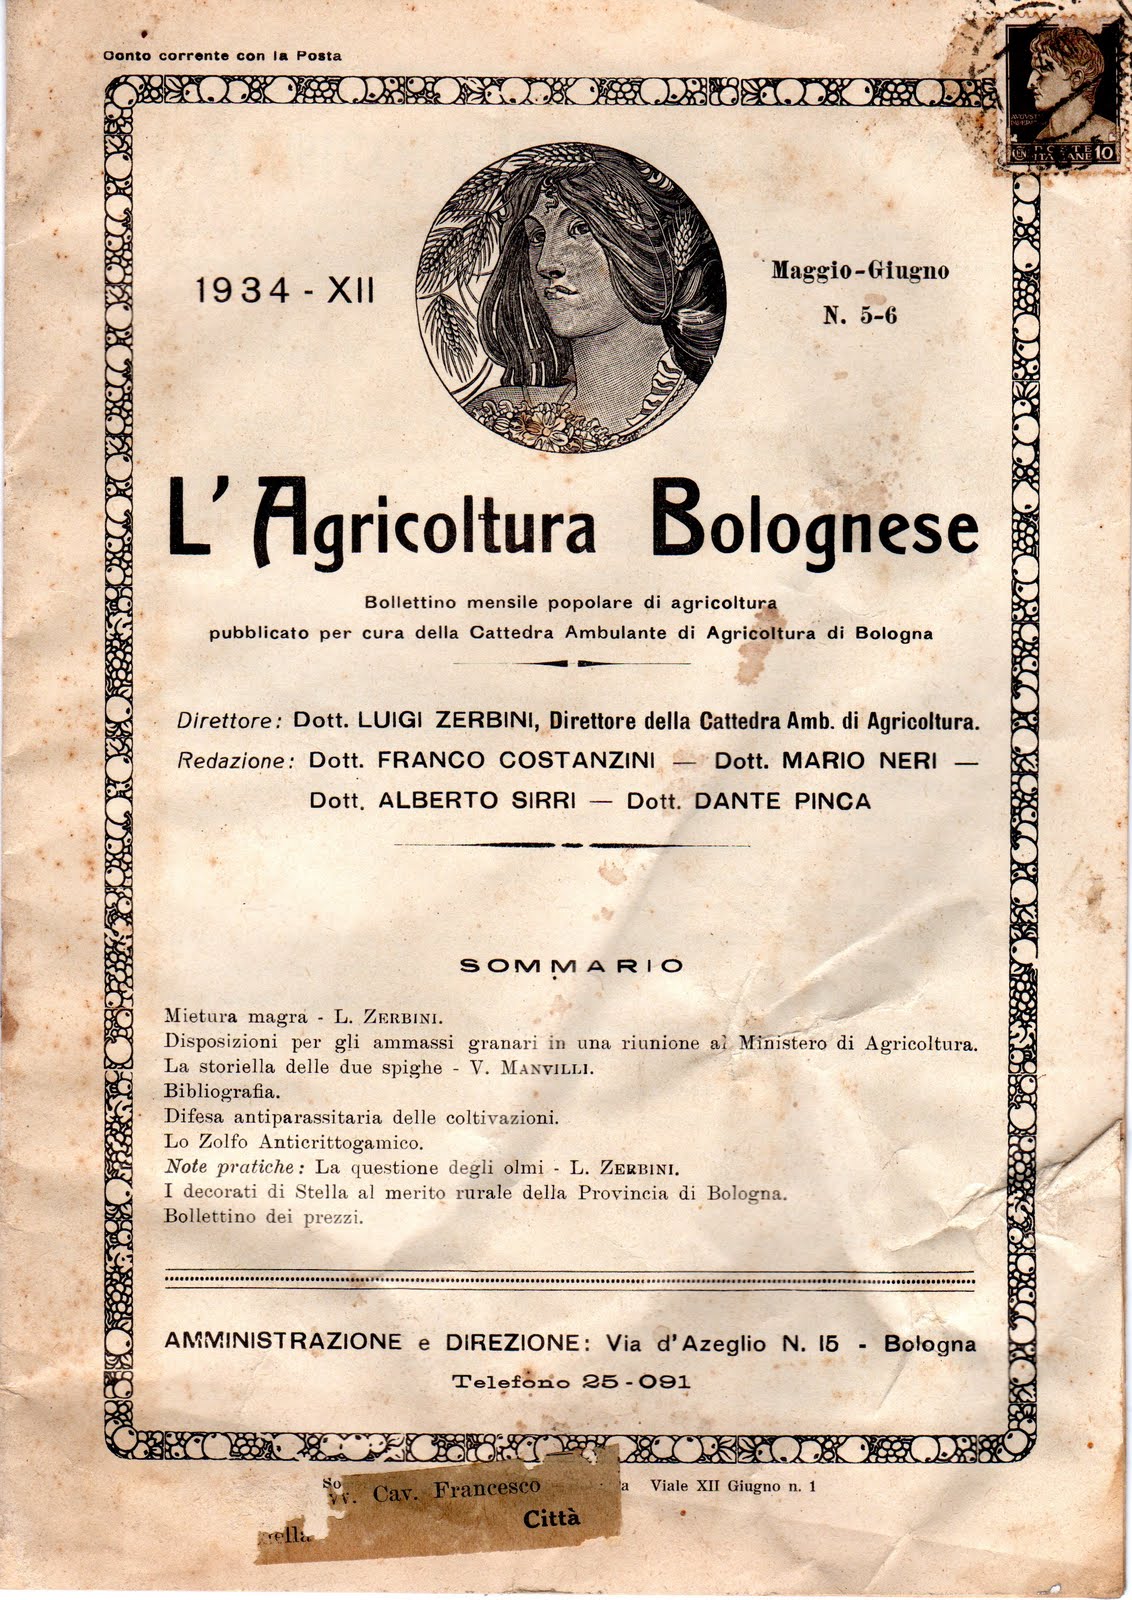 Conto corrente con la Posta
1934 - XII
Maggio-Giugno
N. 5-6
L'Agricoltura Bolognese
Bollettino mensile popolare di agricoltura
pubblicato per cura della Cattedra Ambulante di Agricoltura di Bologna
Direttore: Dott. LUIGI ZERBINI, Direttore della Cattedra Amb. di Agricoltura.
Redazione: Dott. FRANCO COSTANZINI — Dott. MARIO NERI —
Dott. ALBERTO SIRRI — Dott. DANTE PINCA
SOMMARIO
Mietura magra - L. ZERBINI.
Disposizioni per gli ammassi granari in una riunione al Ministero di Agricoltura.
La storiella delle due spighe - V. MANVILLI.
Bibliografia.
Difesa antiparassitaria delle coltivazioni.
Lo Zolfo Anticrittogamico.
Note pratiche: La questione degli olmi - L. ZERBINI.
I decorati di Stella al merito rurale della Provincia di Bologna.
Bollettino dei prezzi.
AMMINISTRAZIONE e DIREZIONE: Via d'Azeglio N. 15 - Bologna
Telefono 25-091
Viale XII Giugno n. 1
Cav. Francesco
Città
10